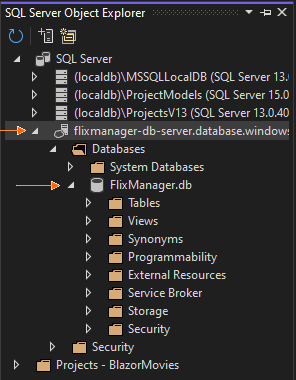 SQL Server Object Explorer
SQL Server
(localdb)\MSSQLLocalDB (SQL Server 13.0
(localdb)\ProjectModels (SQL Server 15.0
(localdb)\ProjectsV13 (SQL Server 13.0.40
flixmanager-db-server.database.windows
Databases
System Databases
FlixManager.db
Tables
Views
Synonyms
Programmability
External Resources
Service Broker
Storage
Security
Security
Projects - BlazorMovies